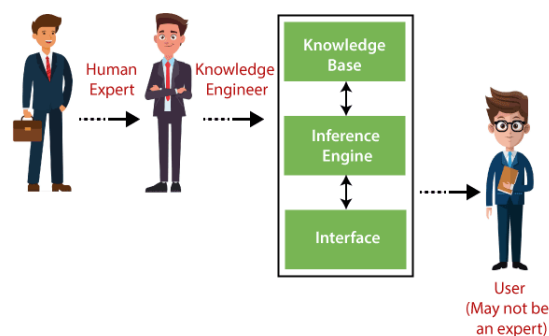 Human
Expert
Knowledge
Engineer
Knowledge
Base
Inference
Engine
Interface
User
(May not be
an expert)